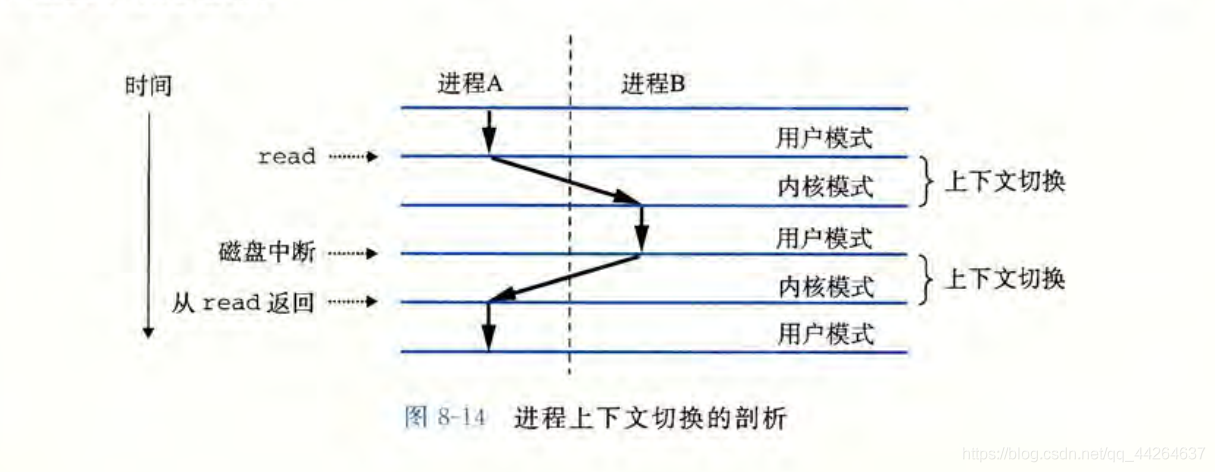 时间
进程A 进程B
用户模式
read
内核模式 上下文切换
用户模式
磁盘中断
内核模式 上下文切换
从 read 返回
用户模式
图 8-14 进程上下文切换的剖析
https://blog.csdn.net/qq_44264637